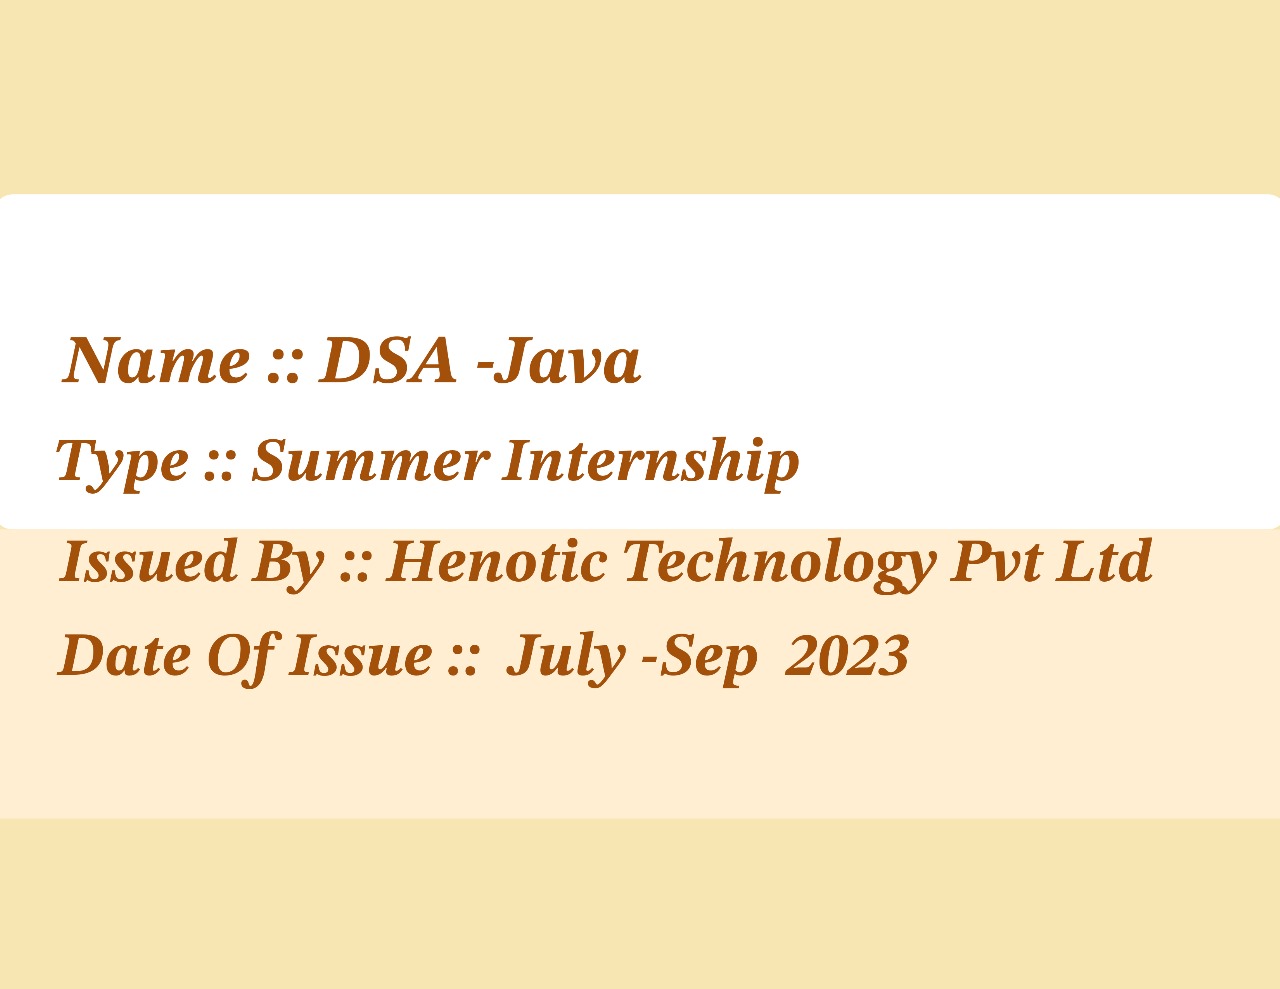 Name :: DSA -Java
Type :: Summer Internship
Issued By :: Henotic Technology Pvt Ltd
Date Of Issue :: July -Sep 2023